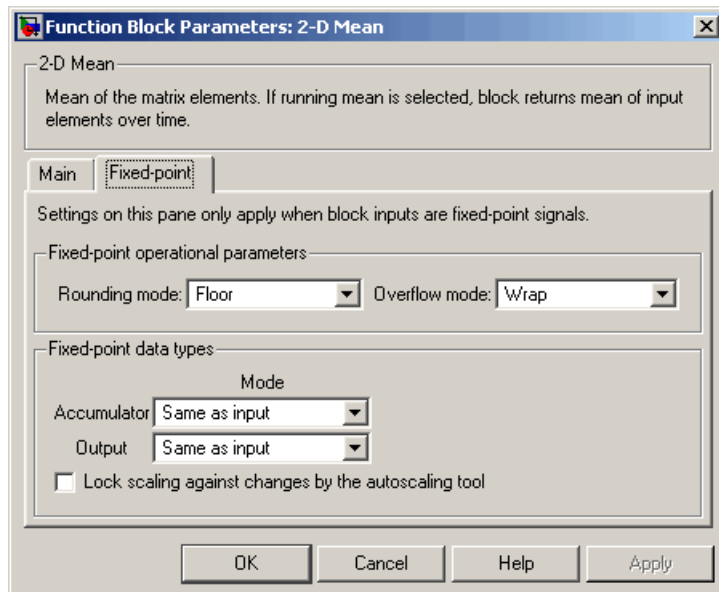 Function Block Parameters: 2-D Mean
2-D Mean
Mean of the matrix elements. If running mean is selected, block returns mean of input
elements over time.
Main Fixed-point
Settings on this pane only apply when block inputs are fixed-point signals.
Fixed-point operational parameters
Rounding mode: Floor Overflow mode: Wrap
Fixed-point data types
Mode
Accumulator Same as input
Output Same as input
Lock scaling against changes by the autoscaling tool
OK Cancel Help Apply